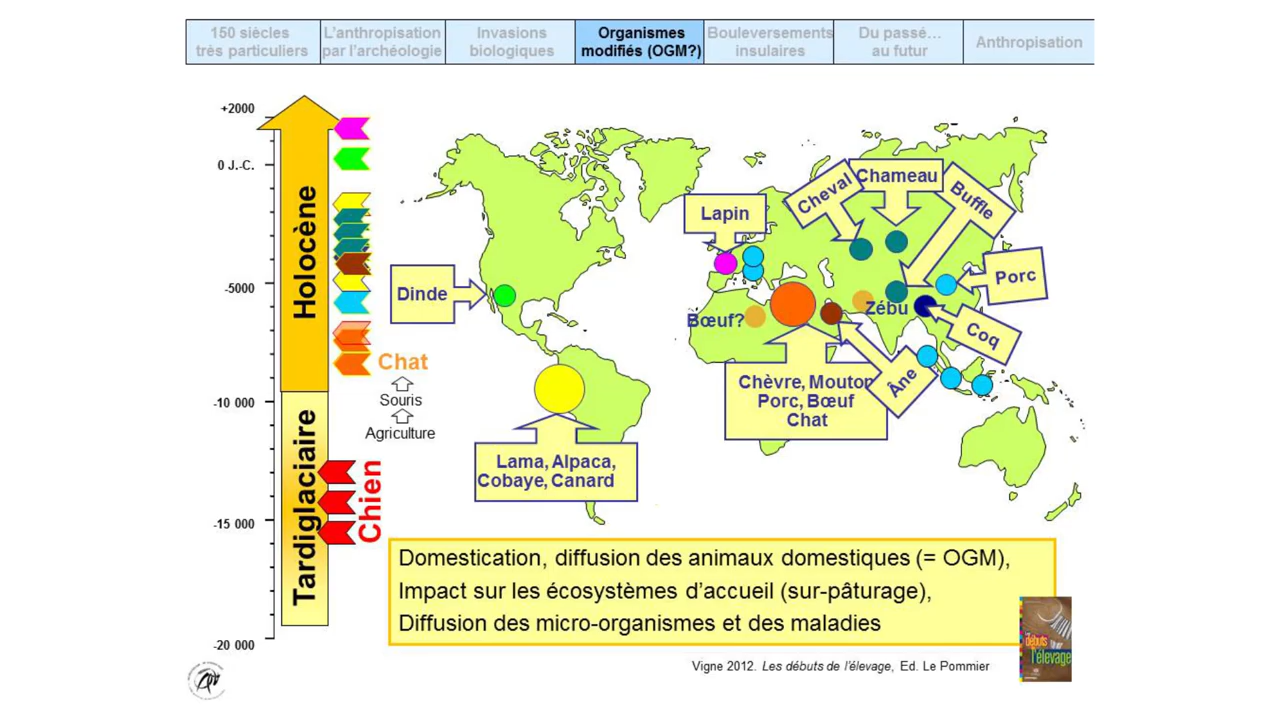 150 siècles
très particuliers
L'anthropisation
par l'archéologie
Invasions
biologiques
Organismes
modifiés (OGM?)
Bouleversements
insulaires
Du passé…
au futur
Anthropisation
+2000
0 J.-C.
-5000
-10 000
-15 000
-20 000
Holocène
Tardiglaciaire
Chat
Souris
Agriculture
Chien
Dinde
Lama, Alpaca,
Cobaye, Canard
Lapin
Cheval
Chameau
Buffle
Porc
Coq
Zébu
Bœuf?
Âne
Chèvre, Mouton
Porc, Bœuf
Chat
Domestication, diffusion des animaux domestiques (= OGM),
Impact sur les écosystèmes d'accueil (sur-pâturage),
Diffusion des micro-organismes et des maladies
Vigne 2012. Les débuts de l'élevage, Ed. Le Pommier
Les débuts
de l'élevage